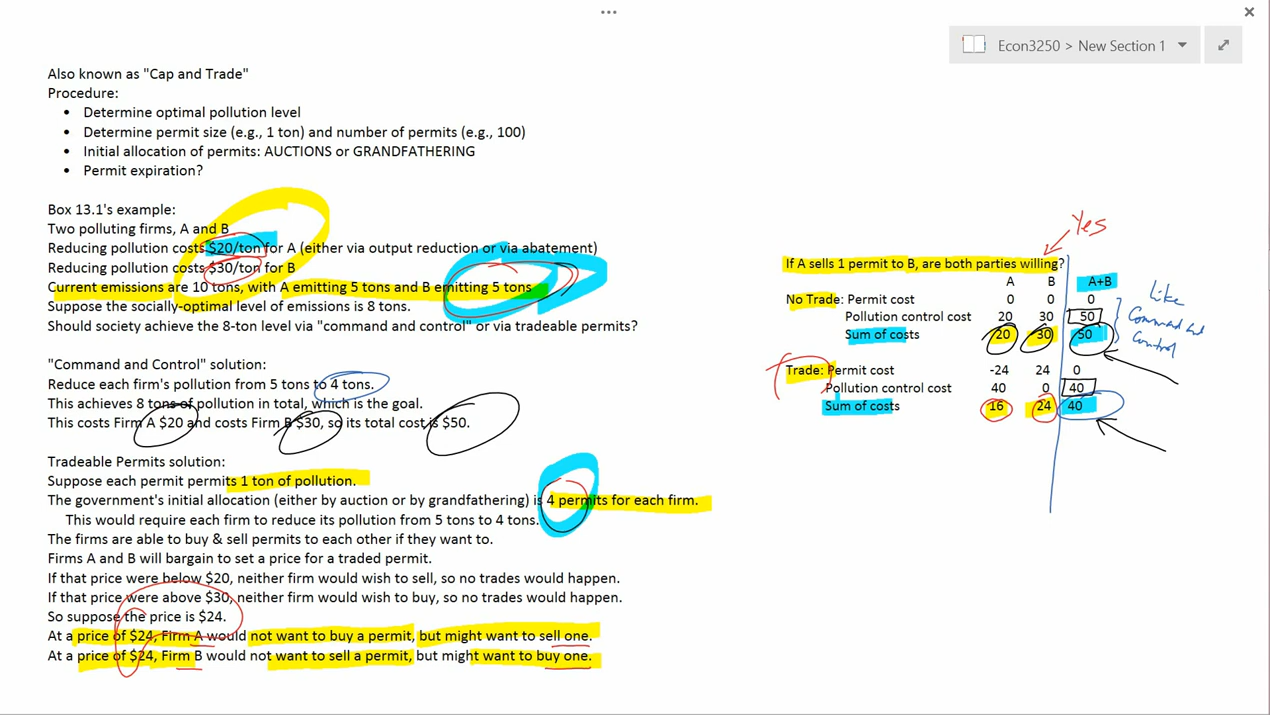 Econ3250 > New Section 1
Also known as "Cap and Trade"
Procedure:
• Determine optimal pollution level
• Determine permit size (e.g., 1 ton) and number of permits (e.g., 100)
• Initial allocation of permits: AUCTIONS or GRANDFATHERING
• Permit expiration?
Box 13.1's example:
Two polluting firms, A and B
Reducing pollution costs $20/ton for A (either via output reduction or via abatement)
Reducing pollution costs $30/ton for B
Current emissions are 10 tons, with A emitting 5 tons and B emitting 5 tons
Suppose the socially-optimal level of emissions is 8 tons.
Should society achieve the 8-ton level via "command and control" or via tradeable permits?
"Command and Control" solution:
Reduce each firm's pollution from 5 tons to 4 tons.
This achieves 8 tons of pollution in total, which is the goal.
This costs Firm A $20 and costs Firm B $30, so its total cost is $50.
Tradeable Permits solution:
Suppose each permit permits 1 ton of pollution.
The government's initial allocation (either by auction or by grandfathering) is 4 permits for each firm.
This would require each firm to reduce its pollution from 5 tons to 4 tons.
The firms are able to buy & sell permits to each other if they want to.
Firms A and B will bargain to set a price for a traded permit.
If that price were below $20, neither firm would wish to sell, so no trades would happen.
If that price were above $30, neither firm would wish to buy, so no trades would happen.
So suppose the price is $24.
At a price of $24, Firm A would not want to buy a permit, but might want to sell one.
At a price of $24, Firm B would not want to sell a permit, but might want to buy one.
Yes
If A sells 1 permit to B, are both parties willing?
A B A+B
No Trade: Permit cost 0 0 0
Pollution control cost 20 30 50
Sum of costs 20 30 50
Like
Command and
Control
Trade: Permit cost -24 24 0
Pollution control cost 40 0 40
Sum of costs 16 24 40